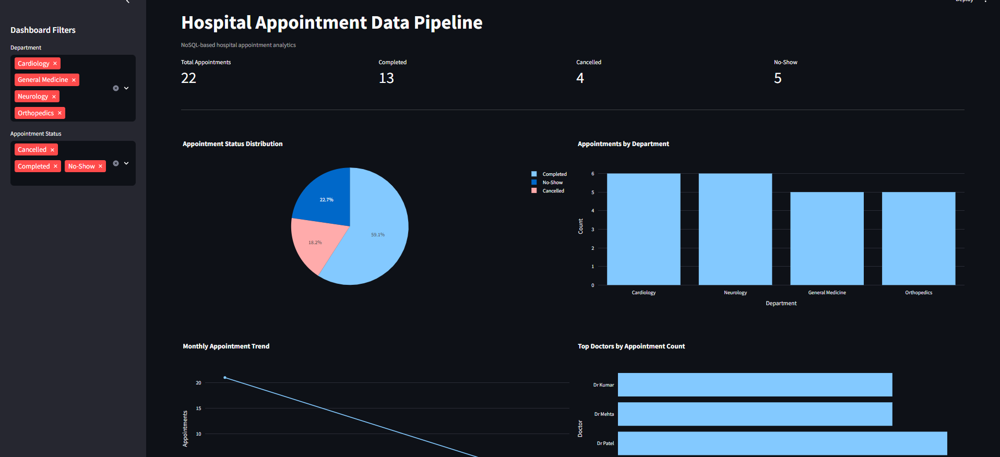 Deploy
Dashboard Filters
Department
Cardiology ×
General Medicine ×
Neurology ×
Orthopedics ×
Appointment Status
Cancelled ×
Completed × No-Show ×
Hospital Appointment Data Pipeline
NoSQL-based hospital appointment analytics
Total Appointments
22
Completed
13
Cancelled
4
No-Show
5
Appointment Status Distribution
22.7%
59.1%
18.2%
Completed
No-Show
Cancelled
Appointments by Department
6
5
4
3
2
1
0
Count
Cardiology Neurology General Medicine Orthopedics
Department
Monthly Appointment Trend
20
15
10
Appointments
Top Doctors by Appointment Count
Dr Kumar
Dr Mehta
Dr Patel
Doctor